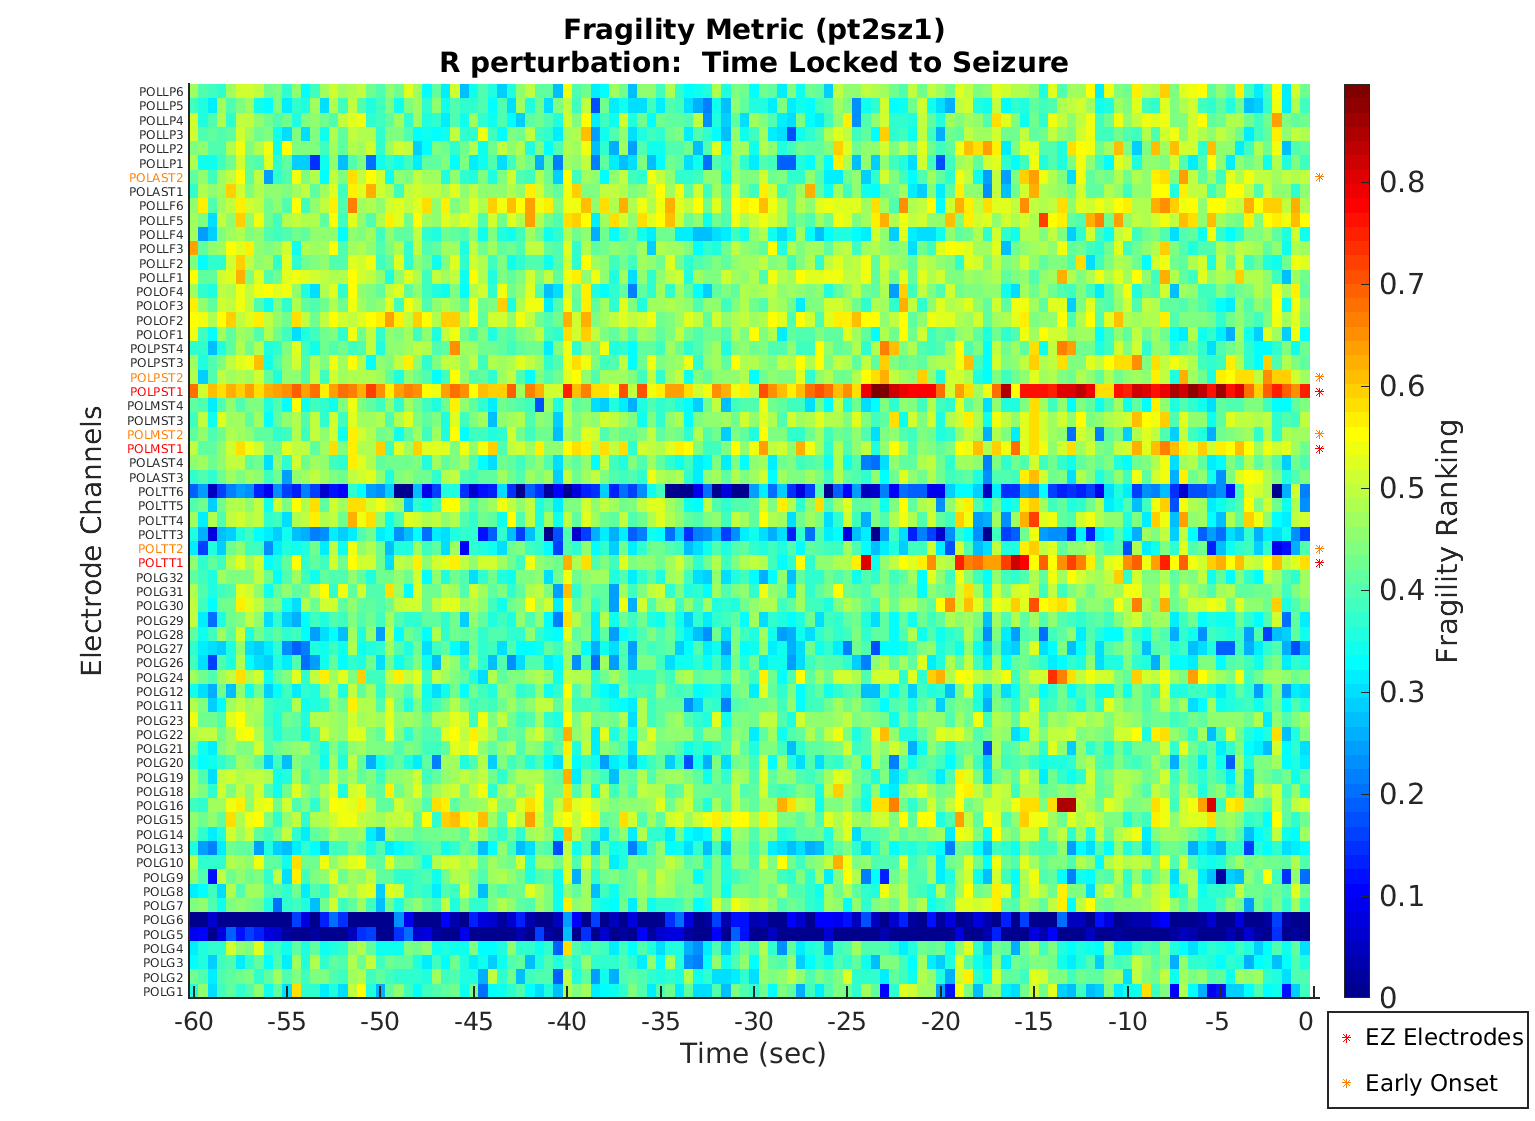 Fragility Metric (pt2sz1)
R perturbation:  Time Locked to Seizure
Electrode Channels
POLLP6
POLLP5
POLLP4
POLLP3
POLLP2
POLLP1
POLAST2
POLAST1
POLLF6
POLLF5
POLLF4
POLLF3
POLLF2
POLLF1
POLOF4
POLOF3
POLOF2
POLOF1
POLPST4
POLPST3
POLPST2
POLPST1
POLMST4
POLMST3
POLMST2
POLMST1
POLAST4
POLAST3
POLTT6
POLTT5
POLTT4
POLTT3
POLTT2
POLTT1
POLG32
POLG31
POLG30
POLG29
POLG28
POLG27
POLG26
POLG24
POLG12
POLG11
POLG23
POLG22
POLG21
POLG20
POLG19
POLG18
POLG16
POLG15
POLG14
POLG13
POLG10
POLG9
POLG8
POLG7
POLG6
POLG5
POLG4
POLG3
POLG2
POLG1
-60 -55 -50 -45 -40 -35 -30 -25 -20 -15 -10 -5 0
Time (sec)
0.8
0.7
0.6
0.5
0.4
0.3
0.2
0.1
0
Fragility Ranking
EZ Electrodes
Early Onset